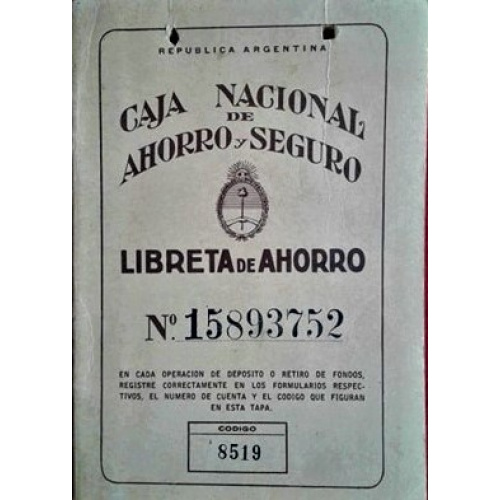 REPUBLICA ARGENTINA
CAJA NACIONAL
DE
AHORRO y SEGURO
LIBRETA DE AHORRO
Nº 15893752
EN CADA OPERACION DE DEPOSITO O RETIRO DE FONDOS,
REGISTRE CORRECTAMENTE EN LOS FORMULARIOS RESPEC-
TIVOS, EL NUMERO DE CUENTA Y EL CODIGO QUE FIGURAN
EN ESTA TAPA.
CODIGO
8519